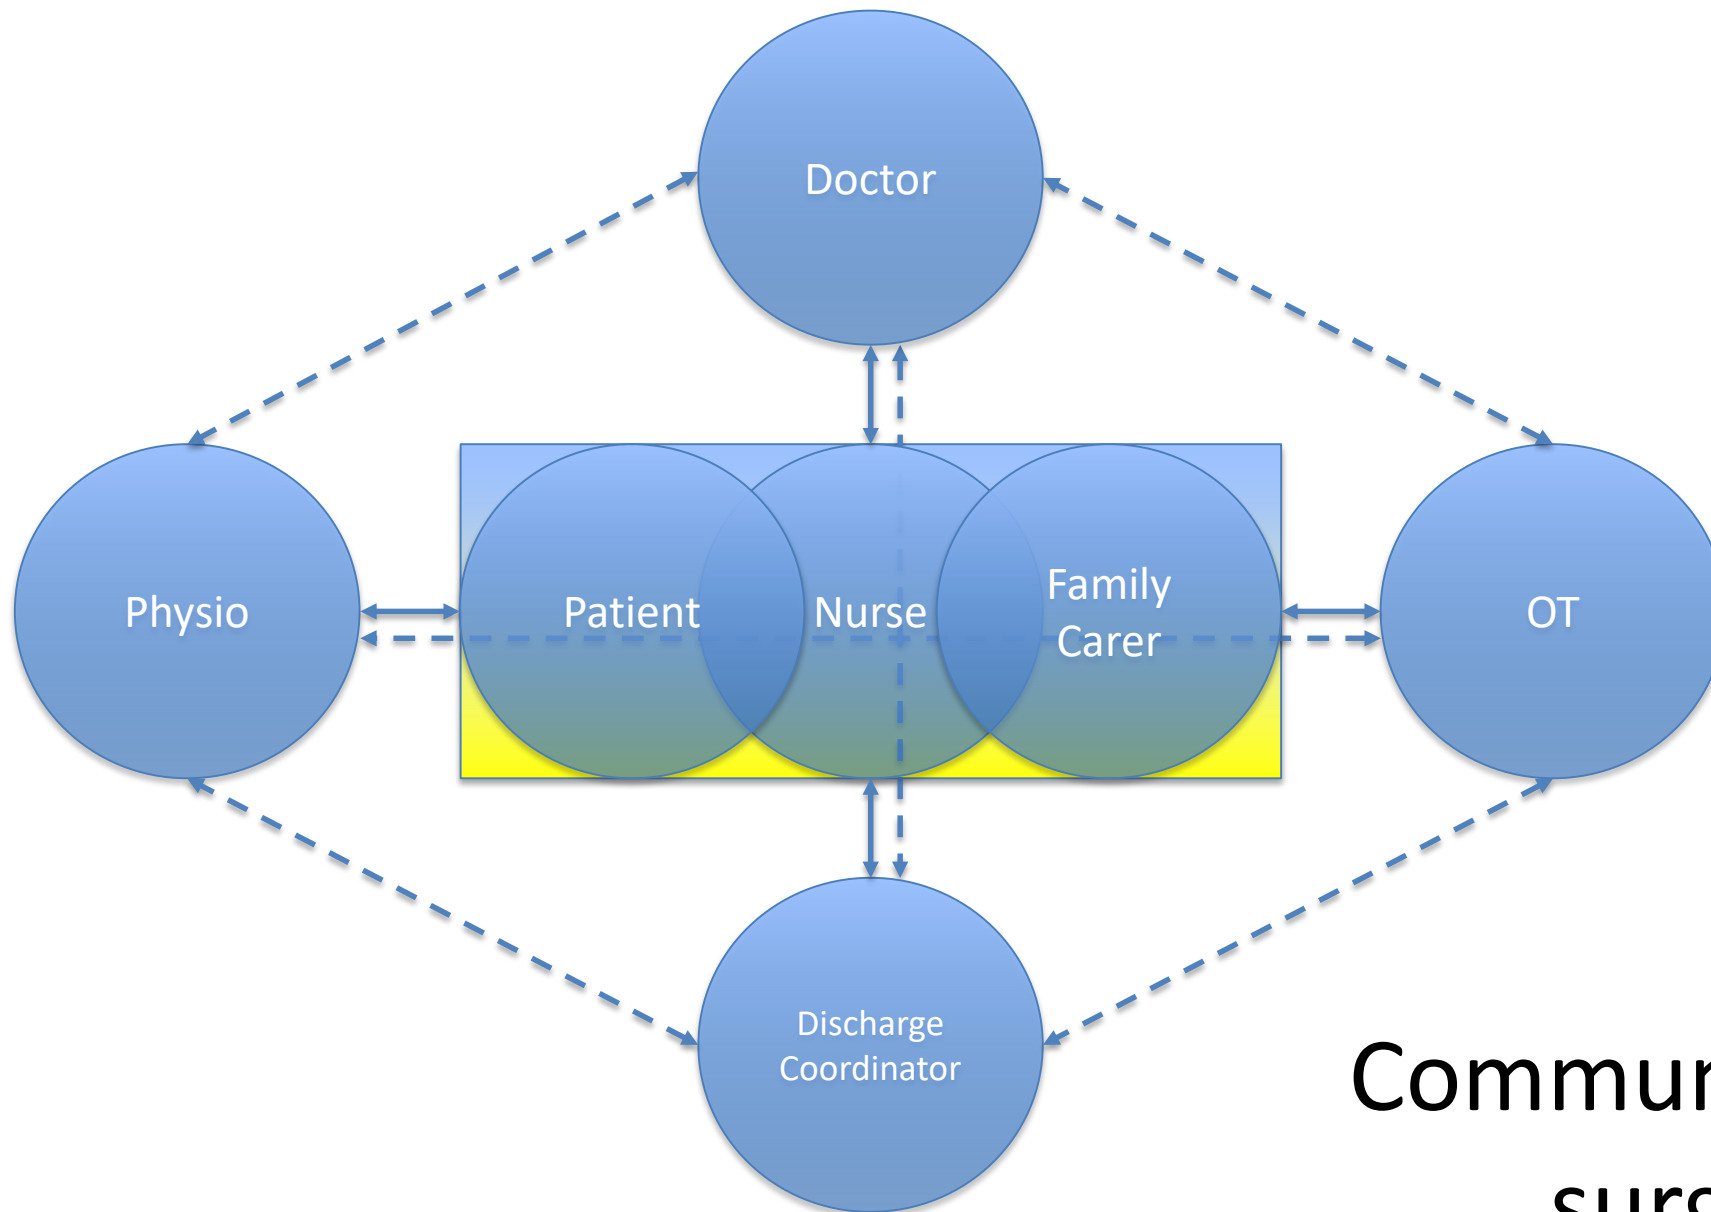 Doctor
Physio
Patient
Nurse
Family
Carer
OT
Discharge
Coordinator